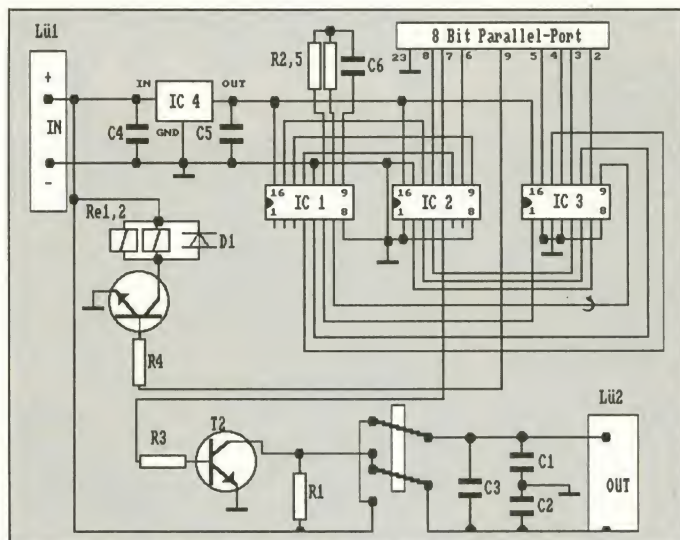 Lü1
8 Bit Parallel-Port
23 8 7 6 9 5 4 3 2
R2,5
C6
+
IN
OUT
IC 4
GND
C4
C5
IN
-
16 9
IC 1
1 8
16 9
IC 2
1 8
16 9
IC 3
1 8
Re1,2
D1
R4
Lü2
T2
R3
R1
C3
C1
C2
OUT